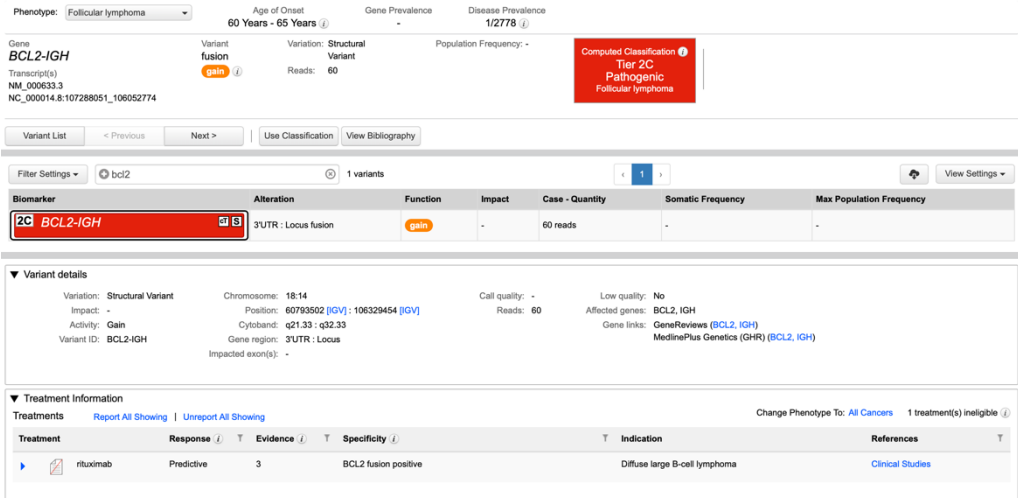 Phenotype: Follicular lymphoma
Age of Onset
60 Years - 65 Years i
Gene Prevalence
-
Disease Prevalence
1/2778 i
Gene
BCL2-IGH
Transcript(s)
NM_000633.3
NC_000014.8:107288051_106052774
Variant
fusion
gain i
Variation: Structural Variant
Reads: 60
Population Frequency: -
Computed Classification i
Tier 2C
Pathogenic
Follicular lymphoma
Variant List < Previous Next > Use Classification View Bibliography
Filter Settings bcl2 1 variants ‹ 1 › View Settings
Biomarker Alteration Function Impact Case - Quantity Somatic Frequency Max Population Frequency
2C BCL2-IGH dT S 3'UTR : Locus fusion gain - 60 reads - -
Variant details
Variation: Structural Variant Chromosome: 18:14 Call quality: - Low quality: No
Impact: - Position: 60793502 [IGV] : 106329454 [IGV] Reads: 60 Affected genes: BCL2, IGH
Activity: Gain Cytoband: q21.33 : q32.33 Gene links: GeneReviews (BCL2, IGH)
Variant ID: BCL2-IGH Gene region: 3'UTR : Locus MedlinePlus Genetics (GHR) (BCL2, IGH)
Impacted exon(s): -
Treatment Information
Treatments Report All Showing | Unreport All Showing Change Phenotype To: All Cancers 1 treatment(s) ineligible i
Treatment Response i Evidence i Specificity i Indication References
rituximab Predictive 3 BCL2 fusion positive Diffuse large B-cell lymphoma Clinical Studies